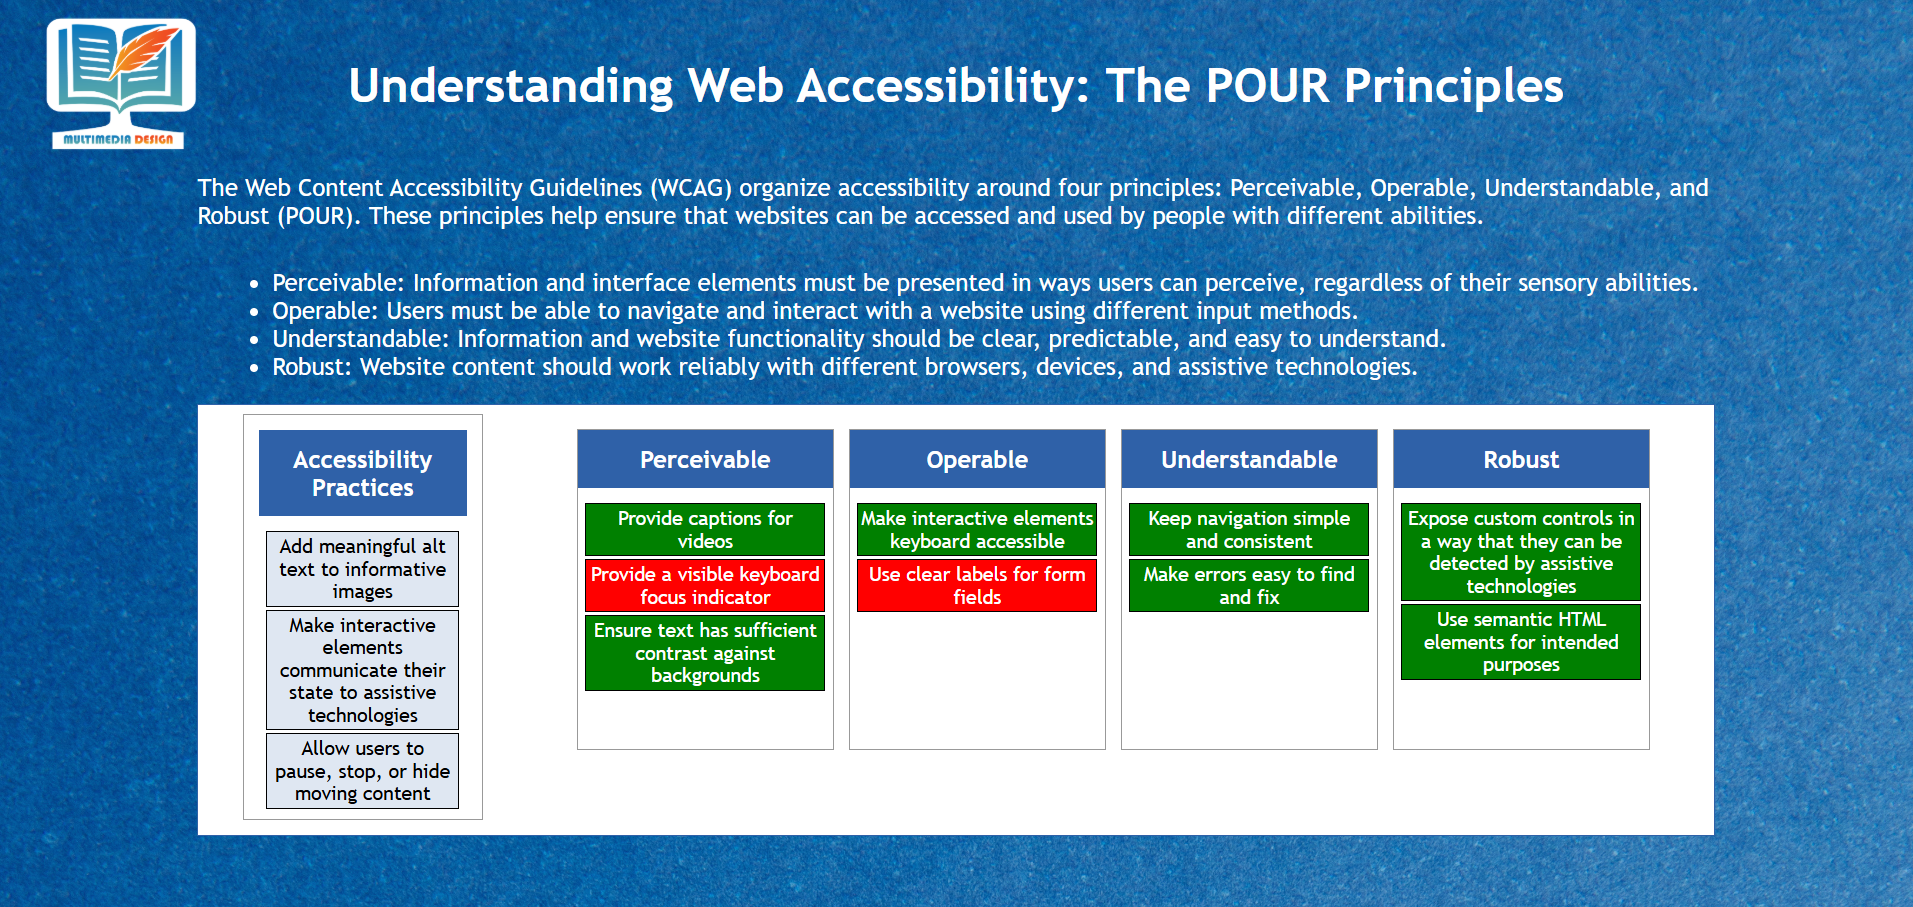 MULTIMEDIA DESIGN
Understanding Web Accessibility: The POUR Principles
The Web Content Accessibility Guidelines (WCAG) organize accessibility around four principles: Perceivable, Operable, Understandable, and
Robust (POUR). These principles help ensure that websites can be accessed and used by people with different abilities.
• Perceivable: Information and interface elements must be presented in ways users can perceive, regardless of their sensory abilities.
• Operable: Users must be able to navigate and interact with a website using different input methods.
• Understandable: Information and website functionality should be clear, predictable, and easy to understand.
• Robust: Website content should work reliably with different browsers, devices, and assistive technologies.
Accessibility
Practices
Add meaningful alt
text to informative
images
Make interactive
elements
communicate their
state to assistive
technologies
Allow users to
pause, stop, or hide
moving content
Perceivable
Provide captions for
videos
Provide a visible keyboard
focus indicator
Ensure text has sufficient
contrast against
backgrounds
Operable
Make interactive elements
keyboard accessible
Use clear labels for form
fields
Understandable
Keep navigation simple
and consistent
Make errors easy to find
and fix
Robust
Expose custom controls in
a way that they can be
detected by assistive
technologies
Use semantic HTML
elements for intended
purposes